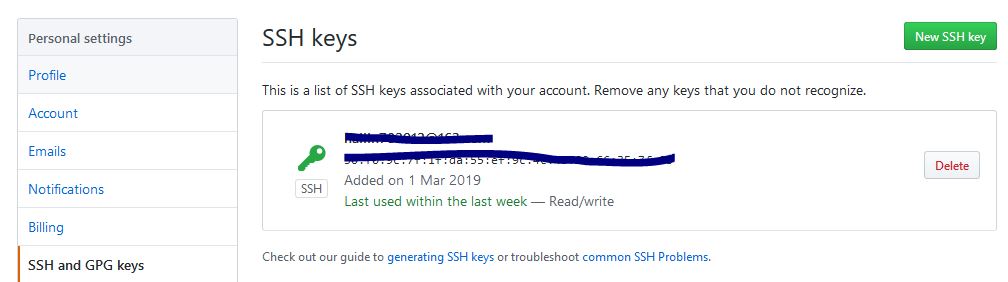 Personal settings
Profile
Account
Emails
Notifications
Billing
SSH and GPG keys
SSH keys
New SSH key
This is a list of SSH keys associated with your account. Remove any keys that you do not recognize.
SSH
Added on 1 Mar 2019
Last used within the last week — Read/write
Delete
Check out our guide to generating SSH keys or troubleshoot common SSH Problems.